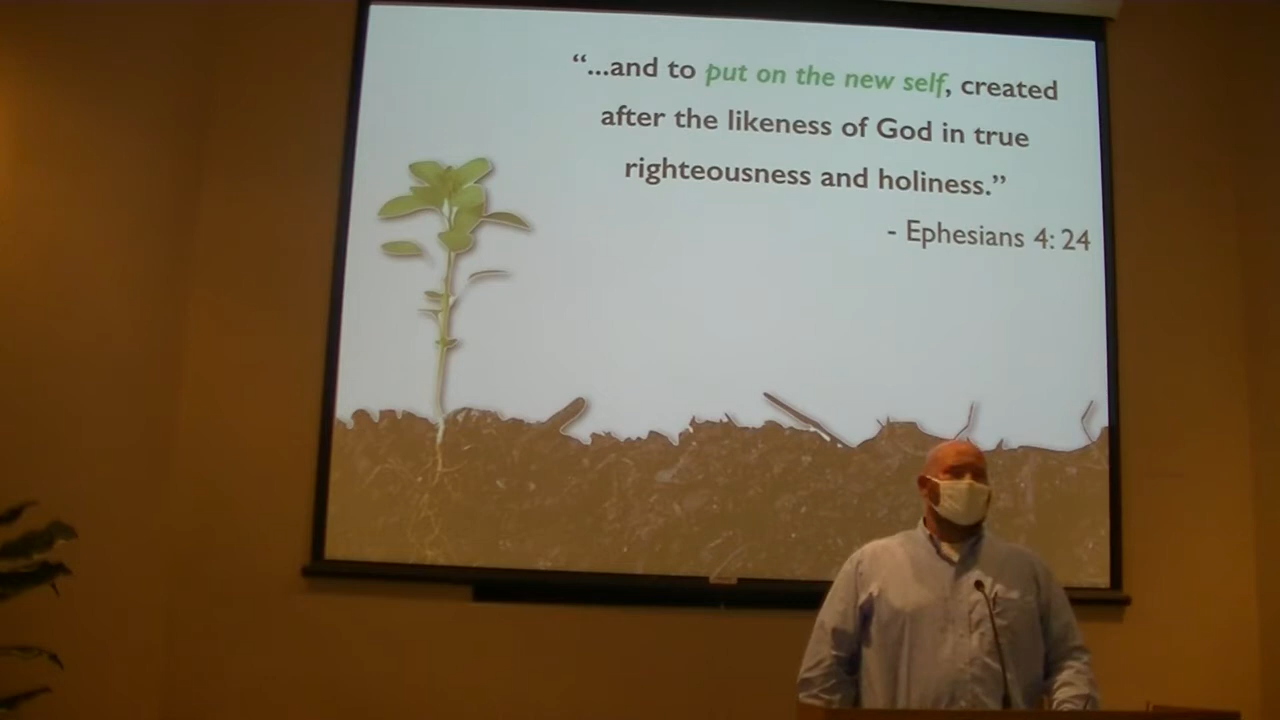 “...and to put on the new self, created
after the likeness of God in true
righteousness and holiness.”
- Ephesians 4: 24